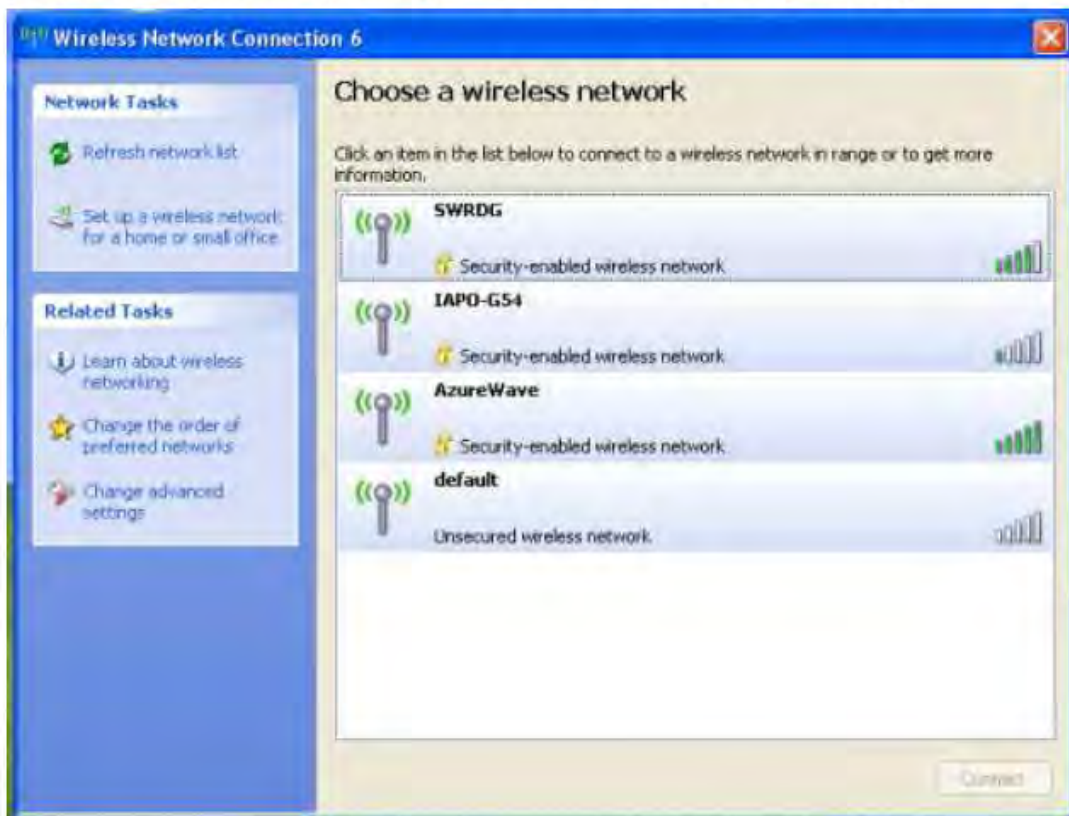 Wireless Network Connection 6
Network Tasks
Refresh network list
Set up a wireless network
for a home or small office
Related Tasks
Learn about wireless
networking
Change the order of
preferred networks
Change advanced
settings
Choose a wireless network
Click an item in the list below to connect to a wireless network in range or to get more
information.
SWRDG
Security-enabled wireless network
IAPO-G54
Security-enabled wireless network
AzureWave
Security-enabled wireless network
default
Unsecured wireless network
Connect